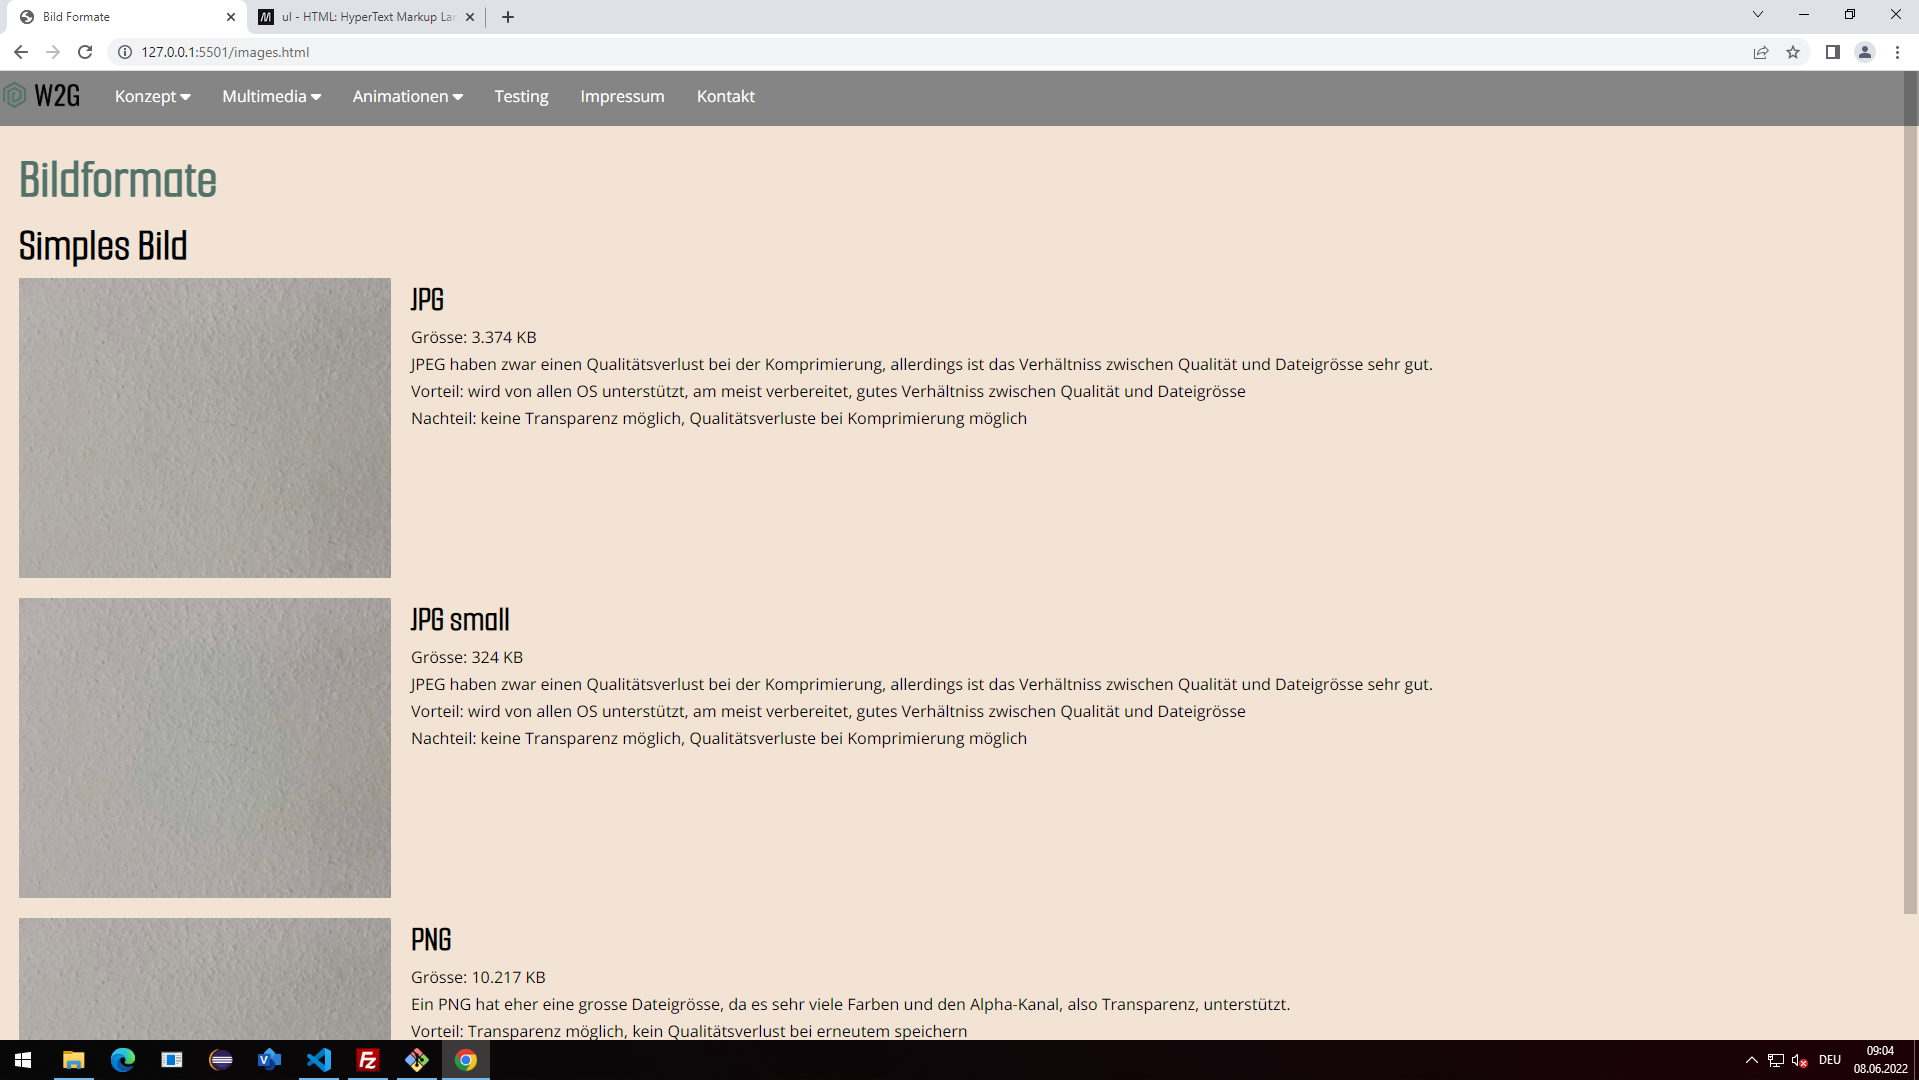 Bild Formate
ul - HTML: HyperText Markup Lar
127.0.0.1:5501/images.html
W2G Konzept Multimedia Animationen Testing Impressum Kontakt
Bildformate
Simples Bild
JPG
Grösse: 3.374 KB
JPEG haben zwar einen Qualitätsverlust bei der Komprimierung, allerdings ist das Verhältniss zwischen Qualität und Dateigrösse sehr gut.
Vorteil: wird von allen OS unterstützt, am meist verbereitet, gutes Verhältniss zwischen Qualität und Dateigrösse
Nachteil: keine Transparenz möglich, Qualitätsverluste bei Komprimierung möglich
JPG small
Grösse: 324 KB
JPEG haben zwar einen Qualitätsverlust bei der Komprimierung, allerdings ist das Verhältniss zwischen Qualität und Dateigrösse sehr gut.
Vorteil: wird von allen OS unterstützt, am meist verbereitet, gutes Verhältniss zwischen Qualität und Dateigrösse
Nachteil: keine Transparenz möglich, Qualitätsverluste bei Komprimierung möglich
PNG
Grösse: 10.217 KB
Ein PNG hat eher eine grosse Dateigrösse, da es sehr viele Farben und den Alpha-Kanal, also Transparenz, unterstützt.
Vorteil: Transparenz möglich, kein Qualitätsverlust bei erneutem speichern
DEU
09:04
08.06.2022